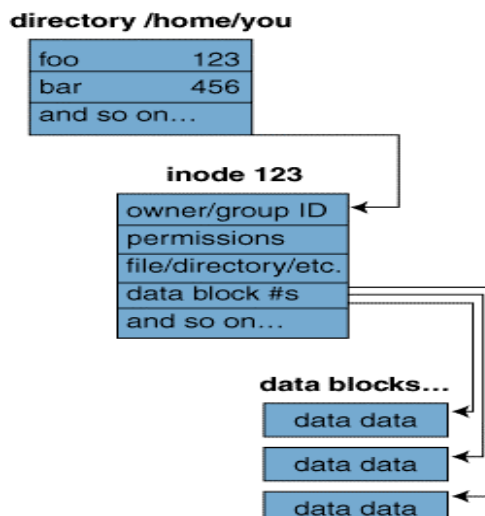 directory /home/you
foo 123
bar 456
and so on...
inode 123
owner/group ID
permissions
file/directory/etc.
data block #s
and so on...
data blocks...
data data
data data
data data